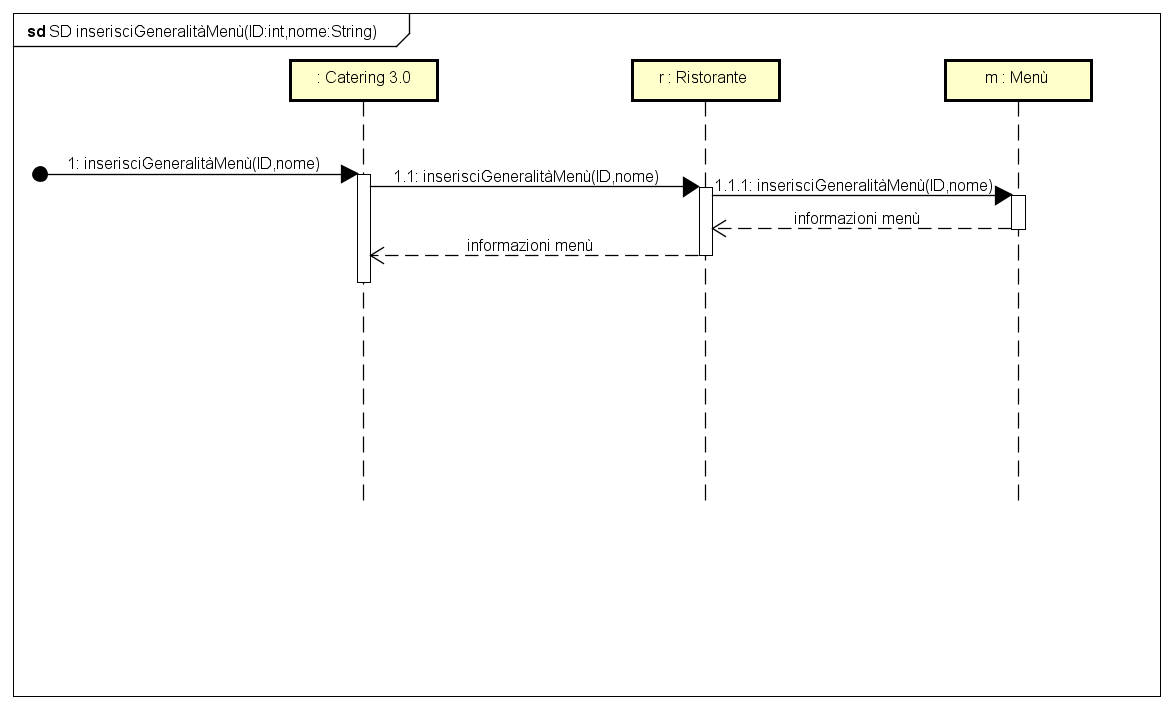 sd SD inserisciGeneralitàMenù(ID:int,nome:String)
: Catering 3.0
r : Ristorante
m : Menù
1: inserisciGeneralitàMenù(ID,nome)
1.1: inserisciGeneralitàMenù(ID,nome)
1.1.1: inserisciGeneralitàMenù(ID,nome)
informazioni menù
informazioni menù